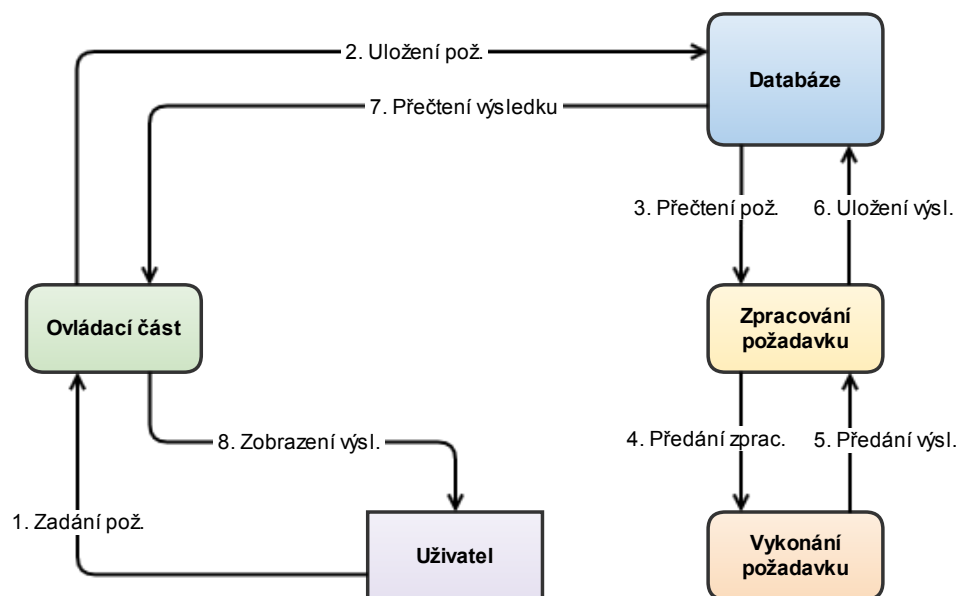 2. Uložení pož.
Databáze
7. Přečtení výsledku
3. Přečtení pož.
6. Uložení výsl.
Ovládací část
Zpracování
požadavku
8. Zobrazení výsl.
4. Předání zprac.
5. Předání výsl.
1. Zadání pož.
Uživatel
Vykonání
požadavku